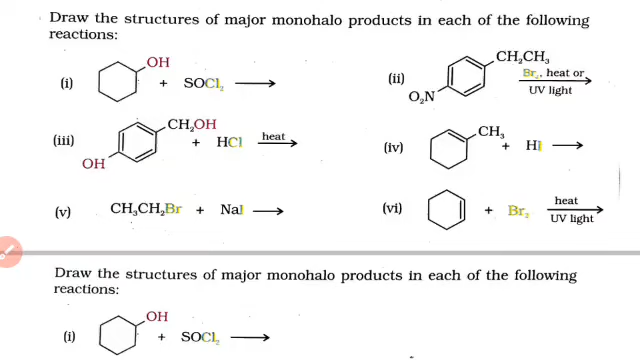 Draw the structures of major monohalo products in each of the following
reactions:
(i) OH + SOCl₂
(ii) CH₂CH₃ O₂N Br₂, heat or UV light
(iii) CH₂OH OH + HCl heat
(iv) CH₃ + HI
(v) CH₃CH₂Br + NaI
(vi) + Br₂ heat UV light
Draw the structures of major monohalo products in each of the following
reactions:
(i) OH + SOCl₂